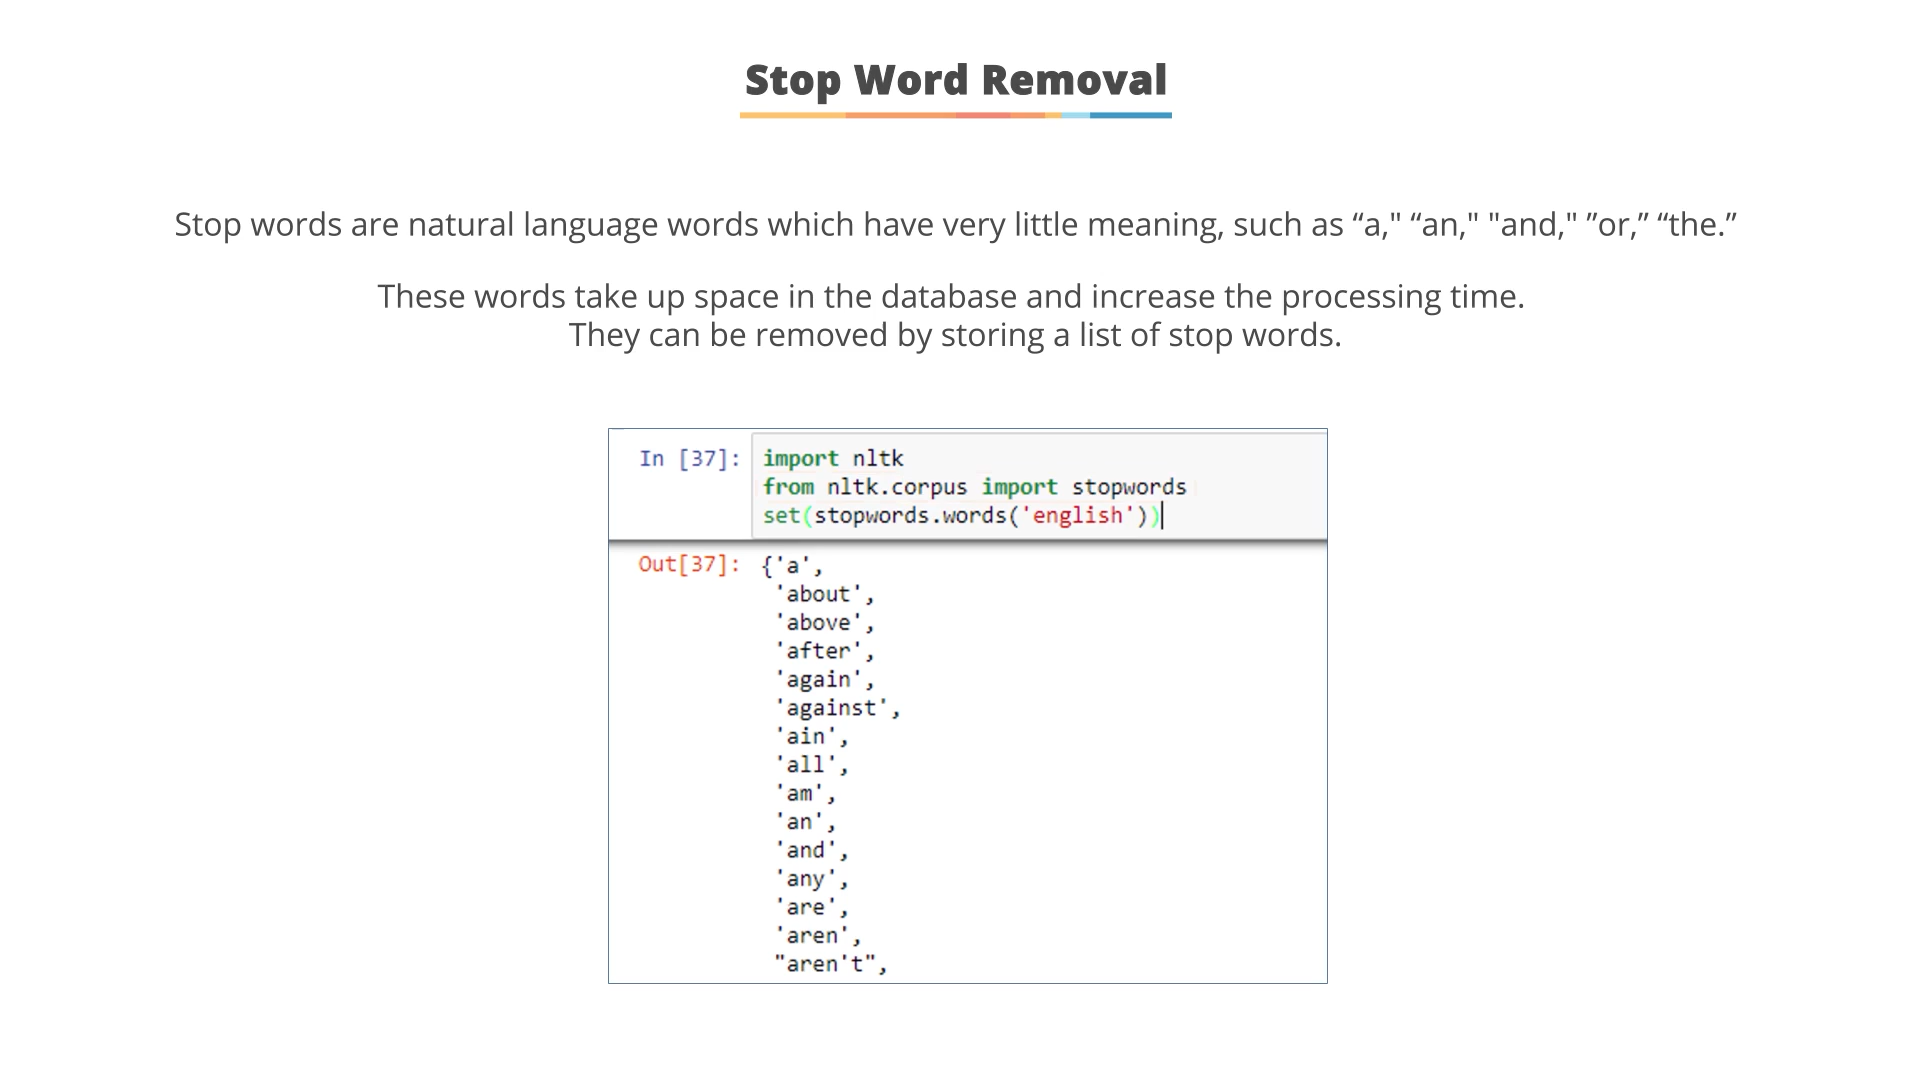 Stop Word Removal
Stop words are natural language words which have very little meaning, such as “a," “an," "and," ”or,” “the.”
These words take up space in the database and increase the processing time.
They can be removed by storing a list of stop words.
In [37]: import nltk
from nltk.corpus import stopwords
set(stopwords.words('english'))
Out[37]: {'a',
'about',
'above',
'after',
'again',
'against',
'ain',
'all',
'am',
'an',
'and',
'any',
'are',
'aren',
"aren't",